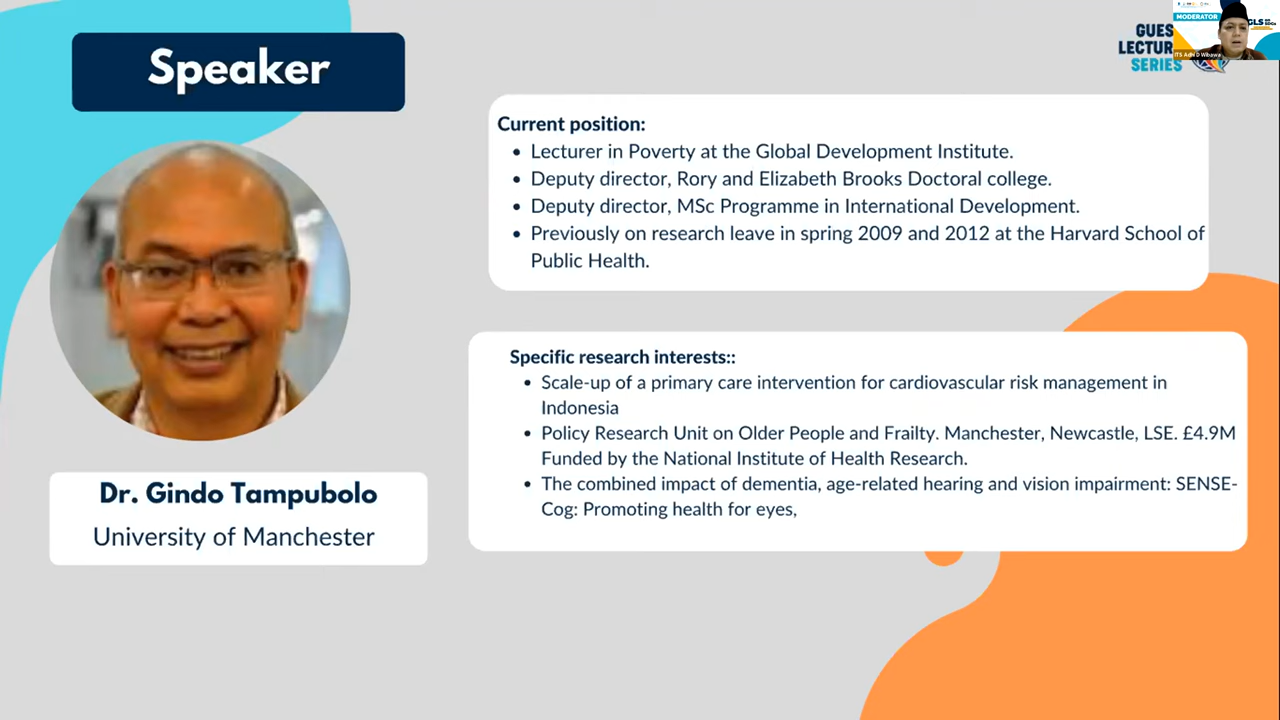 Speaker
GUES
LECTUR
SERIES
MODERATOR
GLS
ITS Adhi D Wibawa
Current position:
• Lecturer in Poverty at the Global Development Institute.
• Deputy director, Rory and Elizabeth Brooks Doctoral college.
• Deputy director, MSc Programme in International Development.
• Previously on research leave in spring 2009 and 2012 at the Harvard School of
Public Health.
Specific research interests::
• Scale-up of a primary care intervention for cardiovascular risk management in
Indonesia
• Policy Research Unit on Older People and Frailty. Manchester, Newcastle, LSE. £4.9M
Funded by the National Institute of Health Research.
• The combined impact of dementia, age-related hearing and vision impairment: SENSE-
Cog: Promoting health for eyes,
Dr. Gindo Tampubolo
University of Manchester